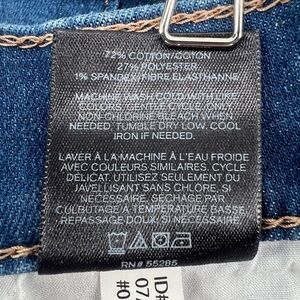 72% COTTON/COTON
27% POLYESTER
1% SPANDEX/FIBRE ELASTHANNE
MACHINE WASH COLD WITH LIKE
COLORS, GENTLE CYCLE, ONLY
NON-CHLORINE BLEACH WHEN
NEEDED, TUMBLE DRY LOW, COOL
IRON IF NEEDED.
LAVER À LA MACHINE À L'EAU FROIDE
AVEC COULEURS SIMILAIRES. CYCLE
DÉLICAT. UTILISEZ SEULEMENT DU
JAVELLISANT SANS CHLORE, SI
NÉCESSAIRE. SÉCHAGE PAR
CULBUTAGE À TEMPÉRATURE BASSE.
REPASSAGE DOUX SI NÉCESSAIRE.
RN# 55285
ID#